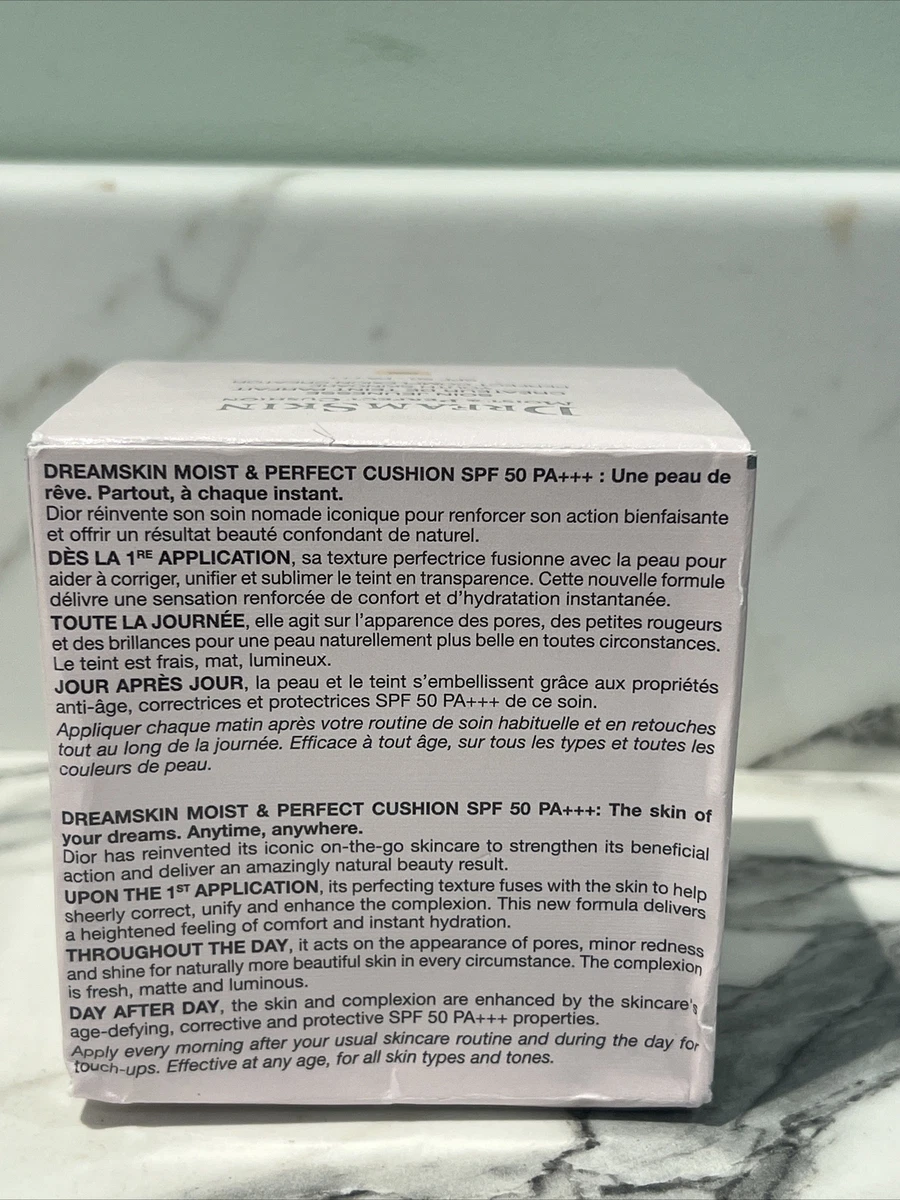 DREAMSKIN
MOIST & PERFECT CUSHION
SOIN JEUNESSE
CRÉATEUR DE TEINT PARFAIT
DREAMSKIN MOIST & PERFECT CUSHION SPF 50 PA+++ : Une peau de
rêve. Partout, à chaque instant.
Dior réinvente son soin nomade iconique pour renforcer son action bienfaisante
et offrir un résultat beauté confondant de naturel.
DÈS LA 1RE APPLICATION, sa texture perfectrice fusionne avec la peau pour
aider à corriger, unifier et sublimer le teint en transparence. Cette nouvelle formule
délivre une sensation renforcée de confort et d'hydratation instantanée.
TOUTE LA JOURNÉE, elle agit sur l'apparence des pores, des petites rougeurs
et des brillances pour une peau naturellement plus belle en toutes circonstances.
Le teint est frais, mat, lumineux.
JOUR APRÈS JOUR, la peau et le teint s'embellissent grâce aux propriétés
anti-âge, correctrices et protectrices SPF 50 PA+++ de ce soin.
Appliquer chaque matin après votre routine de soin habituelle et en retouches
tout au long de la journée. Efficace à tout âge, sur tous les types et toutes les
couleurs de peau.
DREAMSKIN MOIST & PERFECT CUSHION SPF 50 PA+++: The skin of
your dreams. Anytime, anywhere.
Dior has reinvented its iconic on-the-go skincare to strengthen its beneficial
action and deliver an amazingly natural beauty result.
UPON THE 1ST APPLICATION, its perfecting texture fuses with the skin to help
sheerly correct, unify and enhance the complexion. This new formula delivers
a heightened feeling of comfort and instant hydration.
THROUGHOUT THE DAY, it acts on the appearance of pores, minor redness
and shine for naturally more beautiful skin in every circumstance. The complexion
is fresh, matte and luminous.
DAY AFTER DAY, the skin and complexion are enhanced by the skincare's
age-defying, corrective and protective SPF 50 PA+++ properties.
Apply every morning after your usual skincare routine and during the day for
touch-ups. Effective at any age, for all skin types and tones.